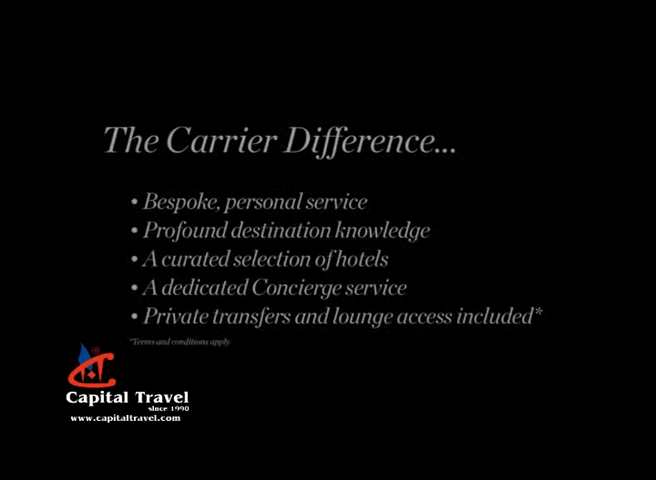 The Carrier Difference...
• Bespoke, personal service
• Profound destination knowledge
• A curated selection of hotels
• A dedicated Concierge service
• Private transfers and lounge access included*
*Terms and conditions apply
Capital Travel
since 1990
www.capitaltravel.com